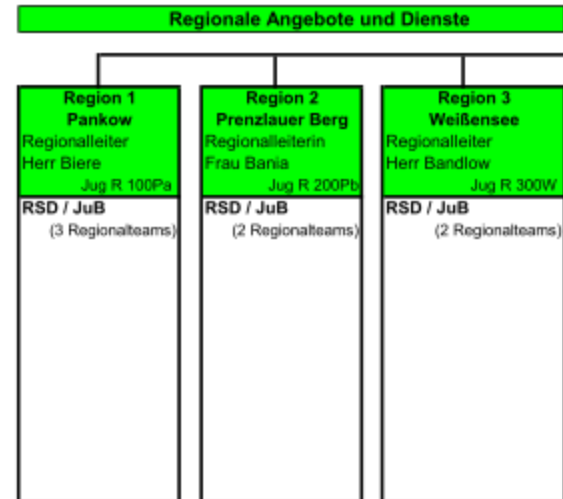 Regionale Angebote und Dienste
Region 1
Pankow
Regionalleiter
Herr Biere
Jug R 100Pa
RSD / JuB
(3 Regionalteams)
Region 2
Prenzlauer Berg
Regionalleiterin
Frau Bania
Jug R 200Pb
RSD / JuB
(2 Regionalteams)
Region 3
Weißensee
Regionalleiter
Herr Bandlow
Jug R 300W
RSD / JuB
(2 Regionalteams)